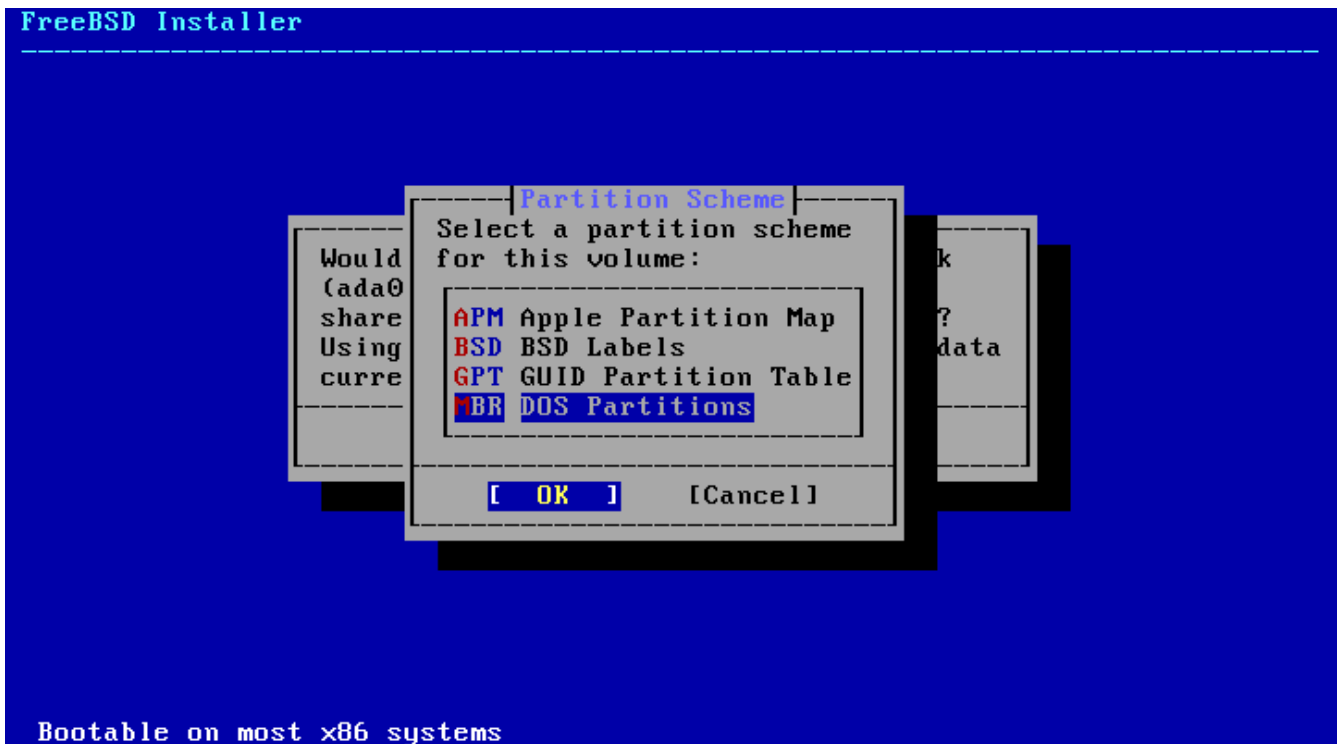 FreeBSD Installer
Partition Scheme
Select a partition scheme
for this volume:
Would
k
(ada0
share
?
Using
data
curre
APM Apple Partition Map
BSD BSD Labels
GPT GUID Partition Table
MBR DOS Partitions
[ OK ] [Cancel]
Bootable on most x86 systems